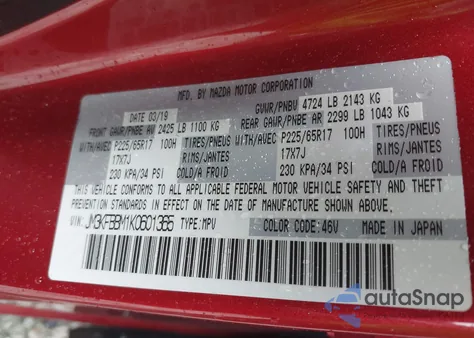 MFD. BY MAZDA MOTOR CORPORATION
DATE 03/19 GVWR/PNBV 4724 LB 2143 KG
FRONT GAWR/PNBE AV 2425 LB 1100 KG REAR GAWR/PNBE AR 2299 LB 1043 KG
WITH/AVEC P225/65R17 100H TIRES/PNEUS WITH/AVEC P225/65R17 100H TIRES/PNEUS
17X7J RIMS/JANTES 17X7J RIMS/JANTES
230 KPA/34 PSI COLD/A FROID 230 KPA/34 PSI COLD/A FROID
THIS VEHICLE CONFORMS TO ALL APPLICABLE FEDERAL MOTOR VEHICLE SAFETY AND THEFT
PREVENTION STANDARDS IN EFFECT ON THE DATE OF MANUFACTURE SHOWN ABOVE.
VIN: JM3KFBBM1K0601365 TYPE: MPV COLOR CODE: 46V MADE IN JAPAN
autoSnap